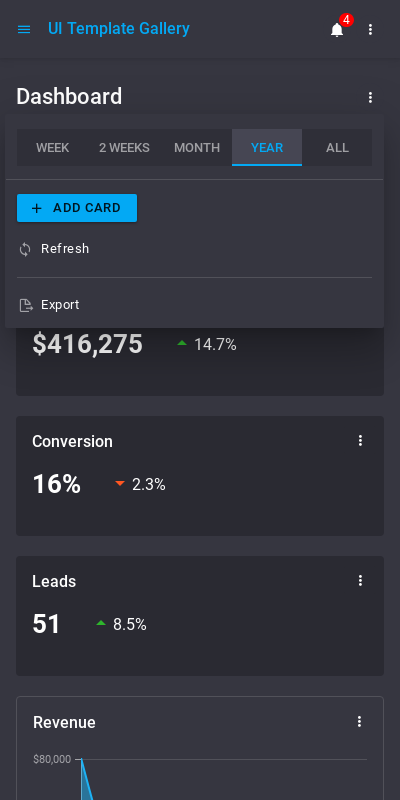 UI Template Gallery
4
Dashboard
WEEK 2 WEEKS MONTH YEAR ALL
ADD CARD
Refresh
Export
$416,275 14.7%
Conversion
16% 2.3%
Leads
51 8.5%
Revenue
$80,000